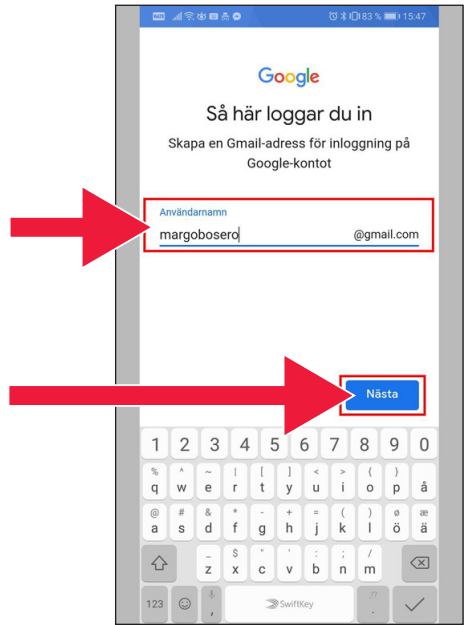 83 % 15:47
Google
Så här loggar du in
Skapa en Gmail-adress för inloggning på
Google-kontot
Användarnamn
margobosero @gmail.com
Nästa
1 2 3 4 5 6 7 8 9 0
% ^ ~ | [ ] < > { }
q w e r t y u i o p å
@ # & * - + = ( ) ø æ
a s d f g h j k l ö ä
_ $ " ' : ; /
z x c v b n m
123 , SwiftKey .